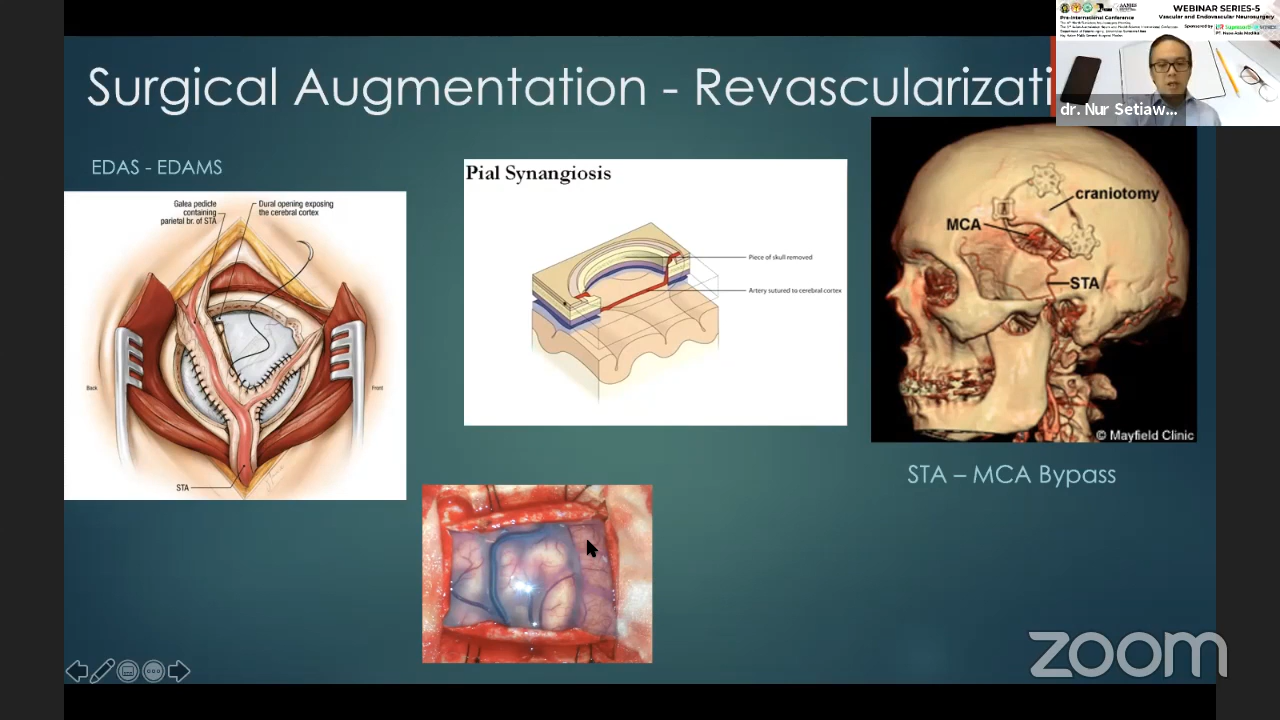 WEBINAR SERIES-5
Pre-International Conference
Vascular and Endovascular Neurosurgery
dr. Nur Setiaw...
Surgical Augmentation - Revascularizati
EDAS - EDAMS
Galea pedicle
containing
parietal br. of STA
Dural opening exposing
the cerebral cortex
Back
Front
STA
Pial Synangiosis
Piece of skull removed
Artery sutured to cerebral cortex
craniotomy
MCA
STA
© Mayfield Clinic
STA – MCA Bypass
zoom